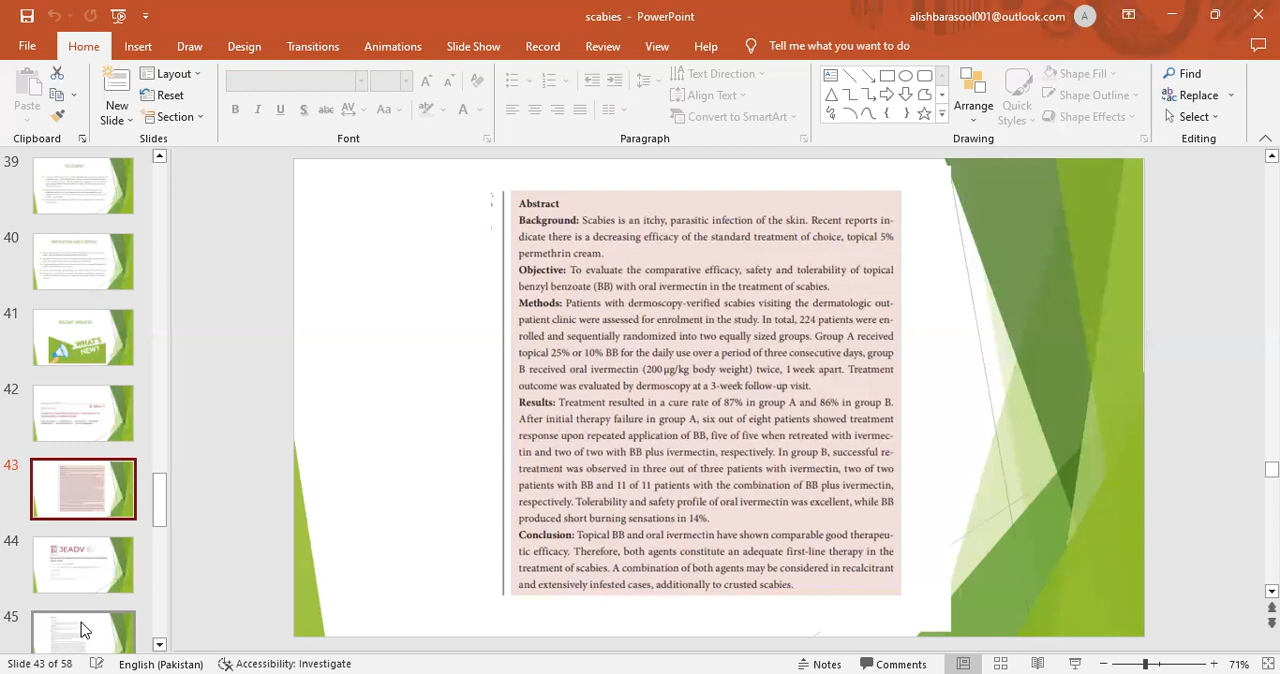 scabies - PowerPoint
alishbarasool001@outlook.com
A
File Home Insert Draw Design Transitions Animations Slide Show Record Review View Help Tell me what you want to do
Paste
New
Slide
Layout
Reset
Section
B I U S abc AV Aa A
Text Direction
Align Text
Convert to SmartArt
Arrange
Quick
Styles
Shape Fill
Shape Outline
Shape Effects
Find
Replace
Select
Clipboard Slides Font Paragraph Drawing Editing
39
40
41
RECENT UPDATES
WHAT'S
NEW?
42
43
44
JEADV
45
Abstract
Background: Scabies is an itchy, parasitic infection of the skin. Recent reports in-
dicate there is a decreasing efficacy of the standard treatment of choice, topical 5%
permethrin cream.
Objective: To evaluate the comparative efficacy, safety and tolerability of topical
benzyl benzoate (BB) with oral ivermectin in the treatment of scabies.
Methods: Patients with dermoscopy-verified scabies visiting the dermatologic out-
patient clinic were assessed for enrolment in the study. In total, 224 patients were en-
rolled and sequentially randomized into two equally sized groups. Group A received
topical 25% or 10% BB for the daily use over a period of three consecutive days, group
B received oral ivermectin (200 μg/kg body weight) twice, 1 week apart. Treatment
outcome was evaluated by dermoscopy at a 3-week follow-up visit.
Results: Treatment resulted in a cure rate of 87% in group A and 86% in group B.
After initial therapy failure in group A, six out of eight patients showed treatment
response upon repeated application of BB, five of five when retreated with ivermec-
tin and two of two with BB plus ivermectin, respectively. In group B, successful re-
treatment was observed in three out of three patients with ivermectin, two of two
patients with BB and 11 of 11 patients with the combination of BB plus ivermectin,
respectively. Tolerability and safety profile of oral ivermectin was excellent, while BB
produced short burning sensations in 14%.
Conclusion: Topical BB and oral ivermectin have shown comparable good therapeu-
tic efficacy. Therefore, both agents constitute an adequate first-line therapy in the
treatment of scabies. A combination of both agents may be considered in recalcitrant
and extensively infested cases, additionally to crusted scabies.
Slide 43 of 58 English (Pakistan) Accessibility: Investigate Notes Comments 71%